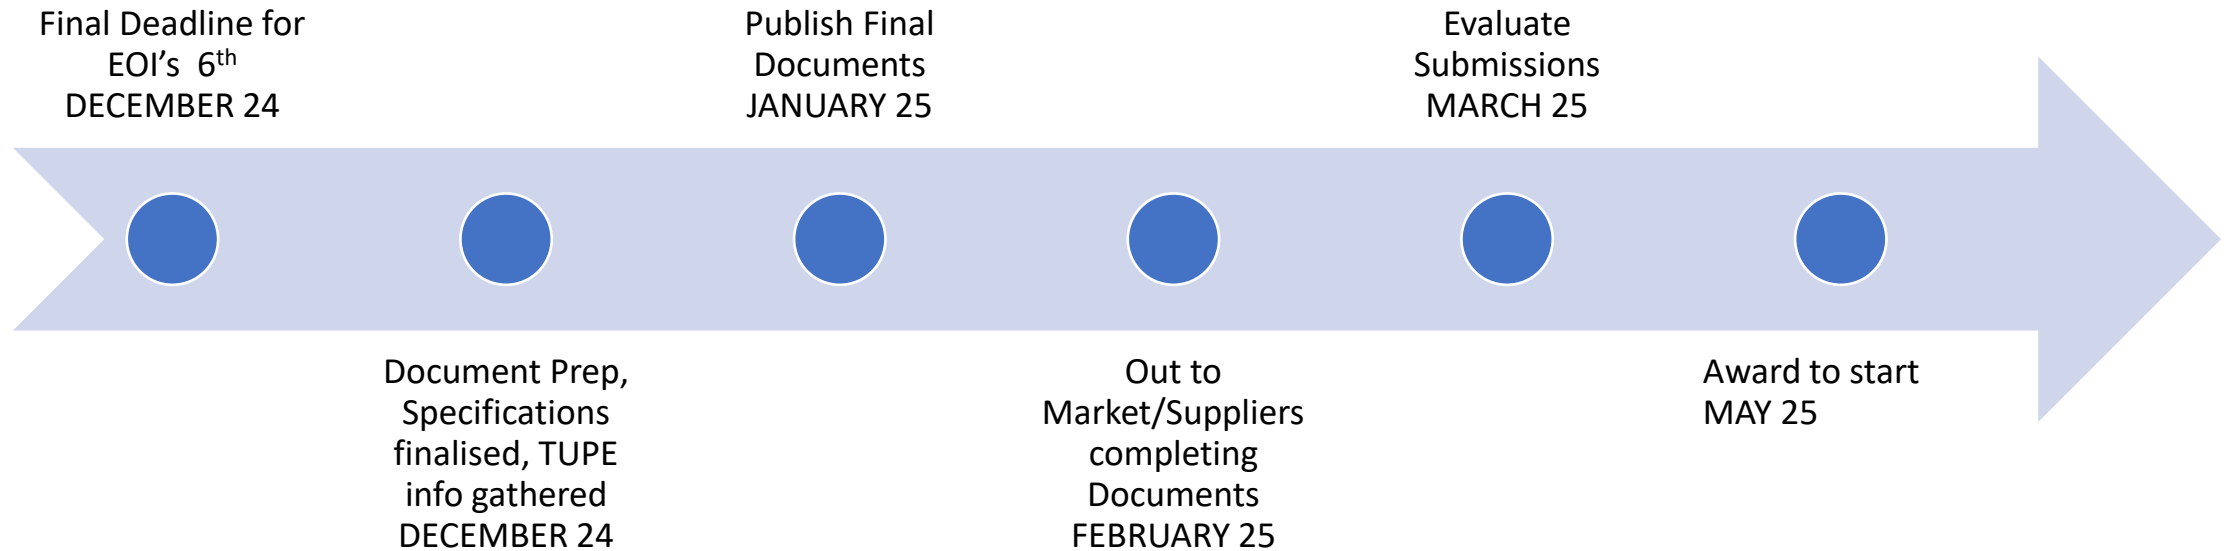 Final Deadline for
EOI’s  6th
DECEMBER 24
Document Prep,
Specifications
finalised, TUPE
info gathered
DECEMBER 24
Publish Final
Documents
JANUARY 25
Out to
Market/Suppliers
completing
Documents
FEBRUARY 25
Evaluate
Submissions
MARCH 25
Award to start
MAY 25